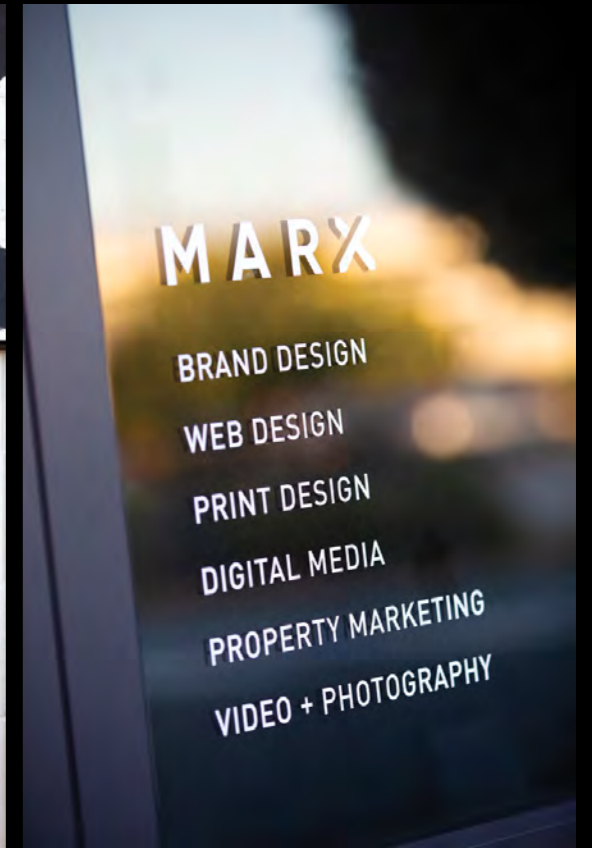 MARX
BRAND DESIGN
WEB DESIGN
PRINT DESIGN
DIGITAL MEDIA
PROPERTY MARKETING
VIDEO + PHOTOGRAPHY